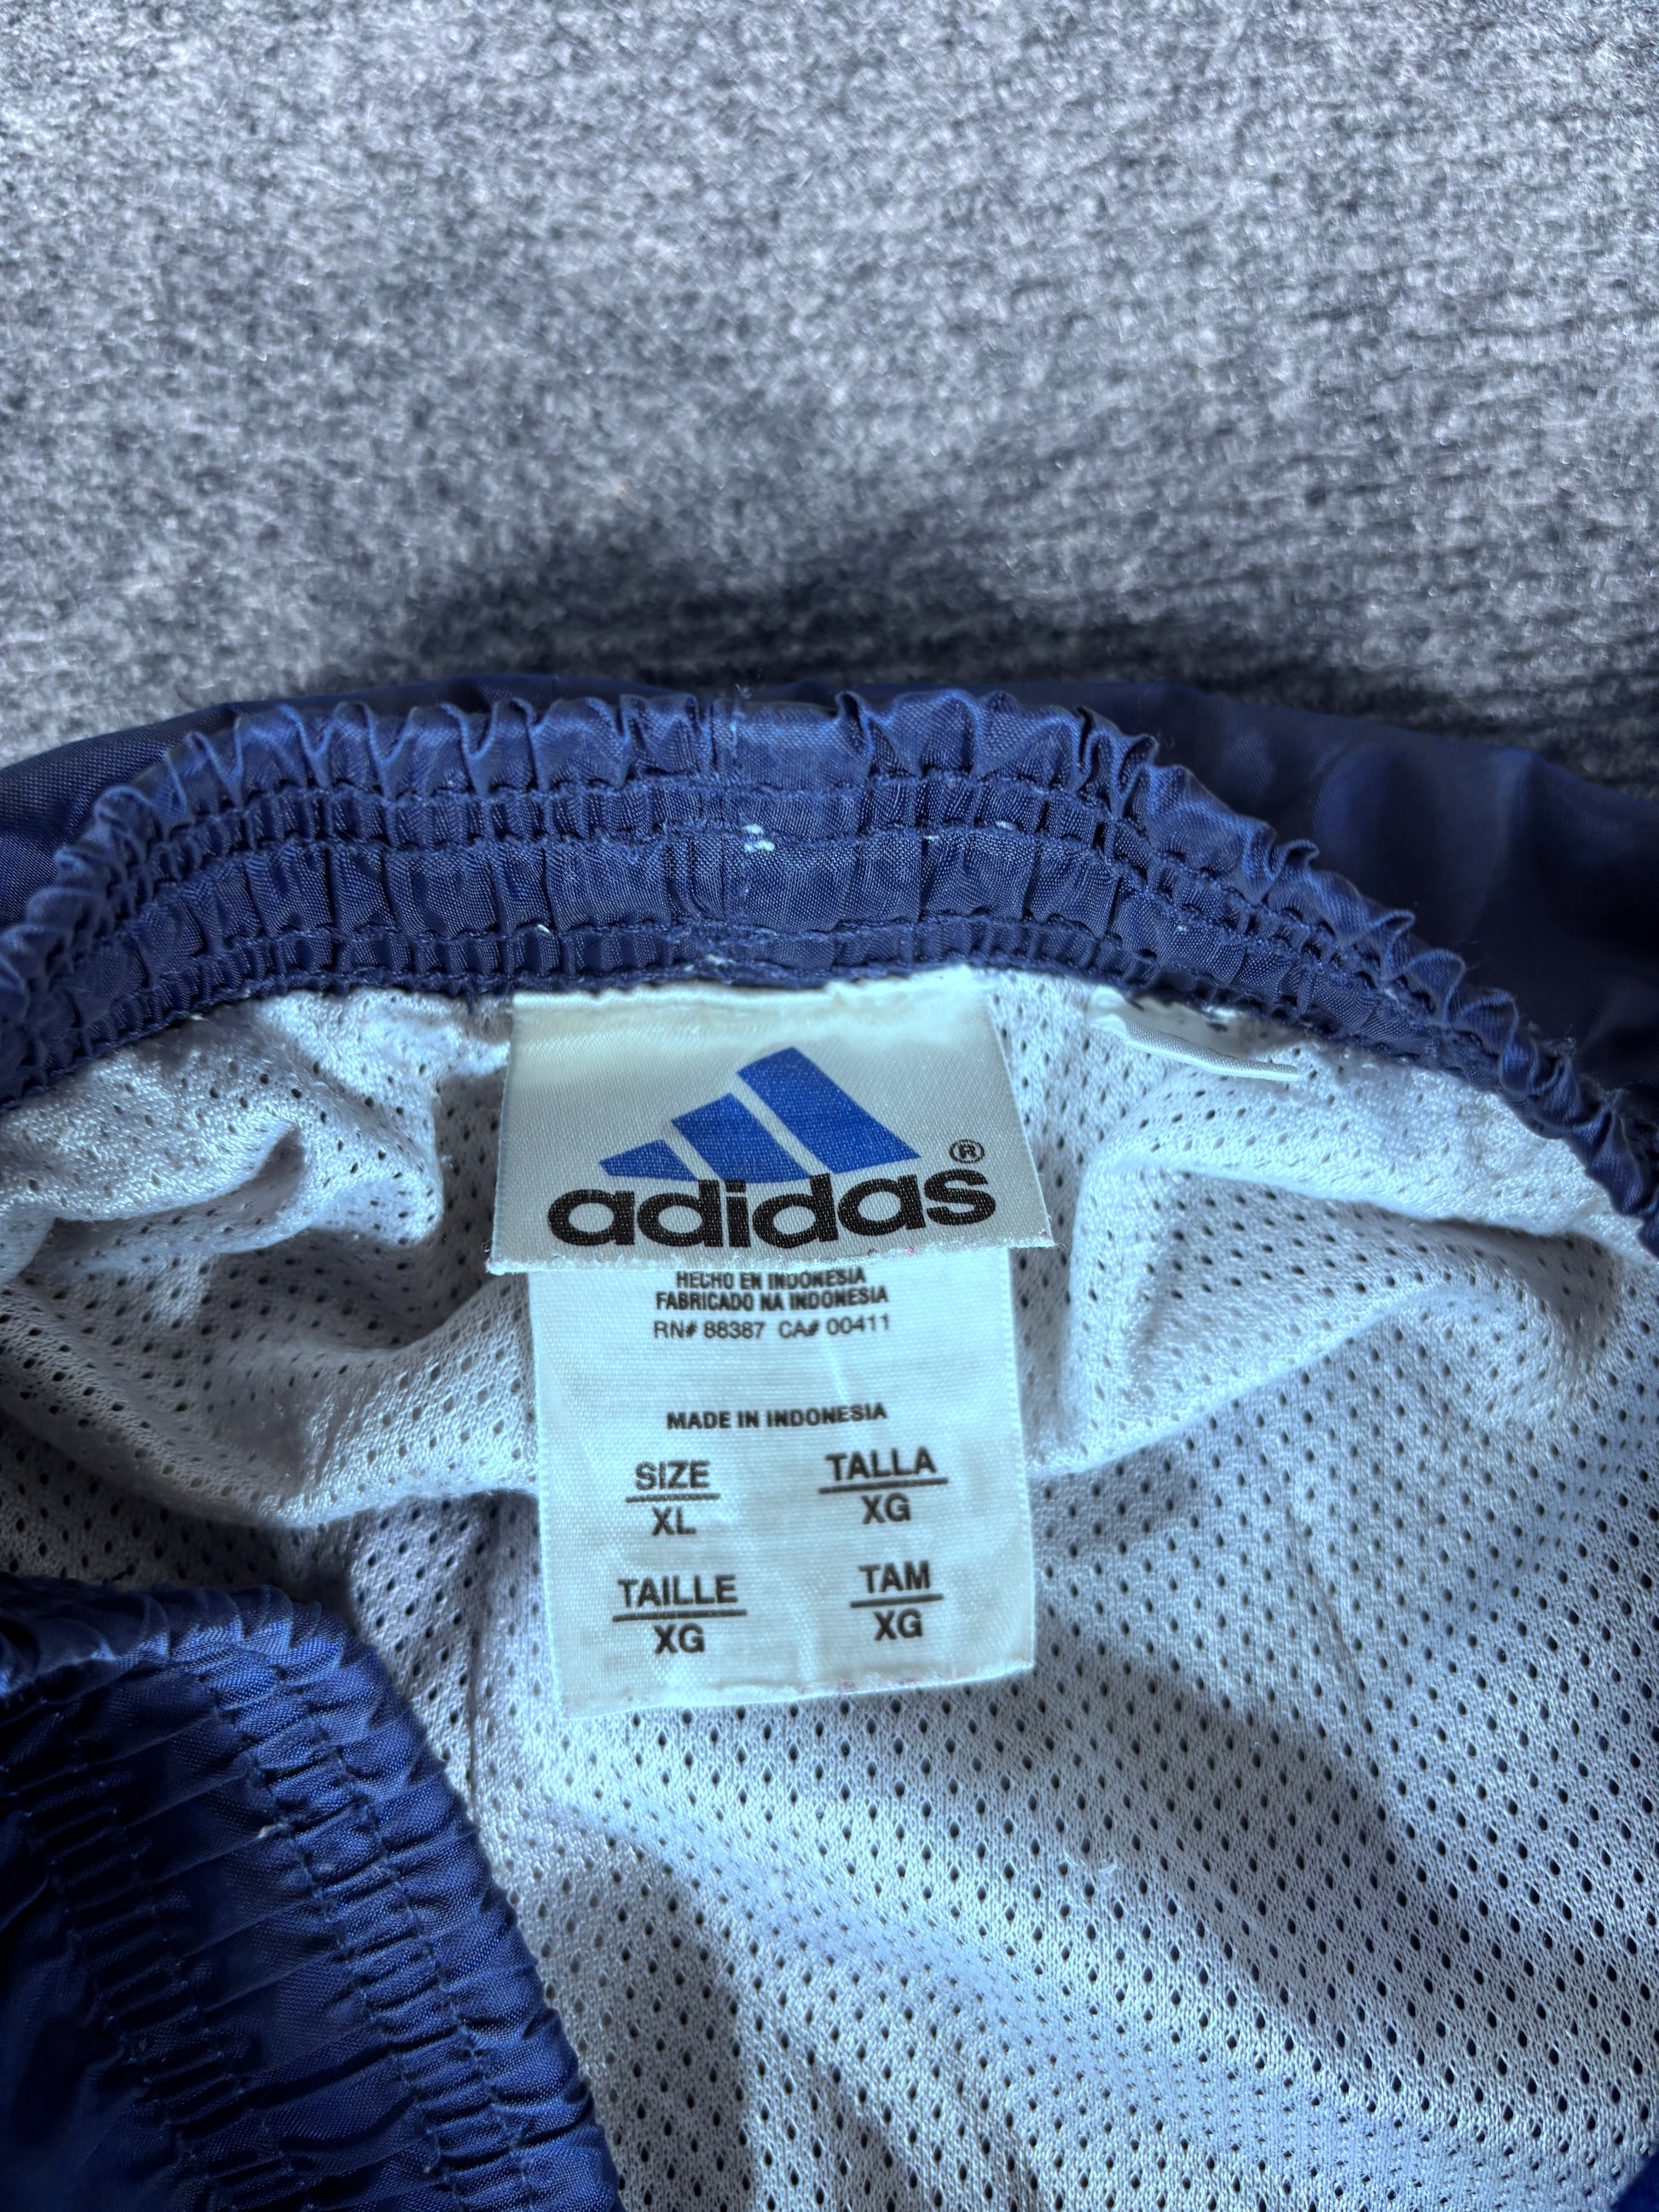 adidas®
HECHO EN INDONESIA
FABRICADO NA INDONESIA
RN# 88387 CA# 00411
MADE IN INDONESIA
SIZE TALLA
XL XG
TAILLE TAM
XG XG